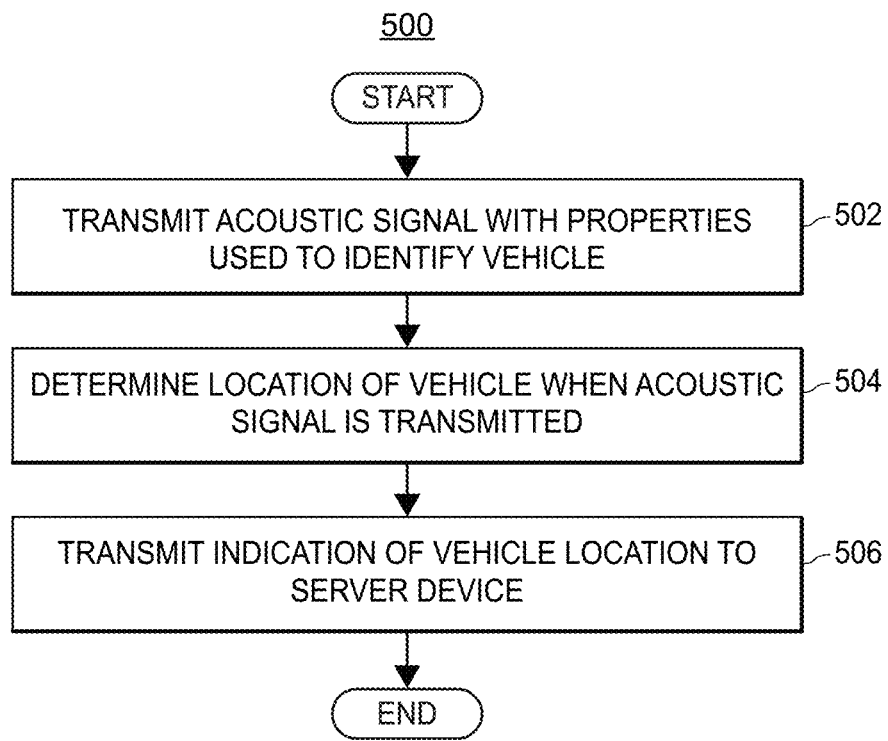 500
START
TRANSMIT ACOUSTIC SIGNAL WITH PROPERTIES
USED TO IDENTIFY VEHICLE
502
DETERMINE LOCATION OF VEHICLE WHEN ACOUSTIC
SIGNAL IS TRANSMITTED
504
TRANSMIT INDICATION OF VEHICLE LOCATION TO
SERVER DEVICE
506
END